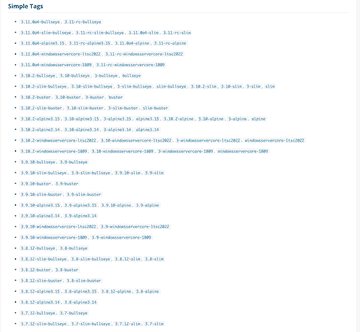 Simple Tags
3.11.0a4-bullseye, 3.11-rc-bullseye
3.11.0a4-slim-bullseye, 3.11-rc-slim-bullseye, 3.11.0a4-slim, 3.11-rc-slim
3.11.0a4-alpine3.15, 3.11-rc-alpine3.15, 3.11.0a4-alpine, 3.11-rc-alpine
3.11.0a4-windowsservercore-ltsc2022, 3.11-rc-windowsservercore-ltsc2022
3.11.0a4-windowsservercore-1809, 3.11-rc-windowsservercore-1809
3.10.2-bullseye, 3.10-bullseye, 3-bullseye, bullseye
3.10.2-slim-bullseye, 3.10-slim-bullseye, 3-slim-bullseye, slim-bullseye, 3.10.2-slim, 3.10-slim, 3-slim, slim
3.10.2-buster, 3.10-buster, 3-buster, buster
3.10.2-slim-buster, 3.10-slim-buster, 3-slim-buster, slim-buster
3.10.2-alpine3.15, 3.10-alpine3.15, 3-alpine3.15, alpine3.15, 3.10.2-alpine, 3.10-alpine, 3-alpine, alpine
3.10.2-alpine3.14, 3.10-alpine3.14, 3-alpine3.14, alpine3.14
3.10.2-windowsservercore-ltsc2022, 3.10-windowsservercore-ltsc2022, 3-windowsservercore-ltsc2022, windowsservercore-ltsc2022
3.10.2-windowsservercore-1809, 3.10-windowsservercore-1809, 3-windowsservercore-1809, windowsservercore-1809
3.9.10-bullseye, 3.9-bullseye
3.9.10-slim-bullseye, 3.9-slim-bullseye, 3.9.10-slim, 3.9-slim
3.9.10-buster, 3.9-buster
3.9.10-slim-buster, 3.9-slim-buster
3.9.10-alpine3.15, 3.9-alpine3.15, 3.9.10-alpine, 3.9-alpine
3.9.10-alpine3.14, 3.9-alpine3.14
3.9.10-windowsservercore-ltsc2022, 3.9-windowsservercore-ltsc2022
3.9.10-windowsservercore-1809, 3.9-windowsservercore-1809
3.8.12-bullseye, 3.8-bullseye
3.8.12-slim-bullseye, 3.8-slim-bullseye, 3.8.12-slim, 3.8-slim
3.8.12-buster, 3.8-buster
3.8.12-slim-buster, 3.8-slim-buster
3.8.12-alpine3.15, 3.8-alpine3.15, 3.8.12-alpine, 3.8-alpine
3.8.12-alpine3.14, 3.8-alpine3.14
3.7.12-bullseye, 3.7-bullseye
3.7.12-slim-bullseye, 3.7-slim-bullseye, 3.7.12-slim, 3.7-slim